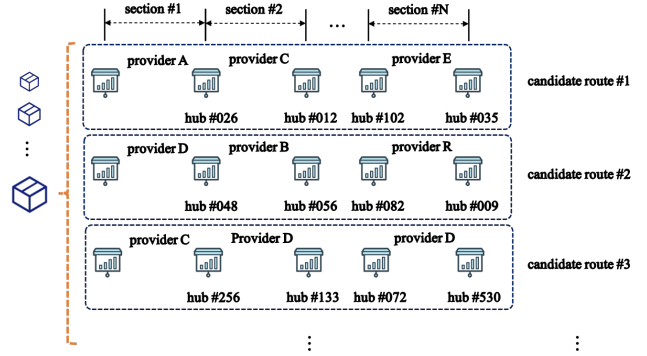 section #1 section #2 ... section #N
provider A provider C provider E
candidate route #1
hub #026 hub #012 hub #102 hub #035
provider D provider B provider R
candidate route #2
hub #048 hub #056 hub #082 hub #009
provider C Provider D provider D
candidate route #3
hub #256 hub #133 hub #072 hub #530